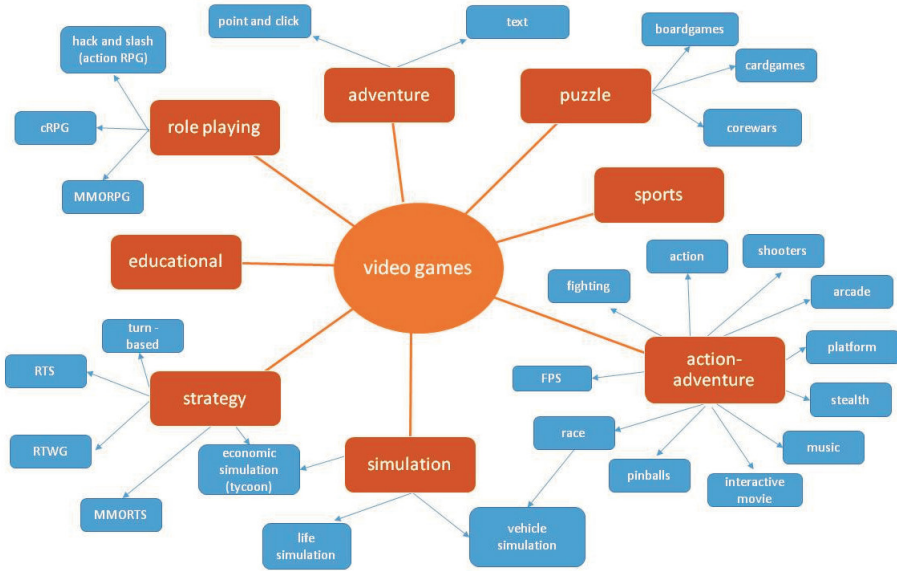 point and click
text
boardgames
hack and slash
(action RPG)
cardgames
adventure
puzzle
cRPG
role playing
corewars
MMORPG
sports
educational
video games
action
shooters
fighting
arcade
turn -
based
platform
RTS
action-
adventure
FPS
strategy
stealth
race
RTWG
economic
simulation
(tycoon)
simulation
music
pinballs
interactive
movie
MMORTS
life
simulation
vehicle
simulation